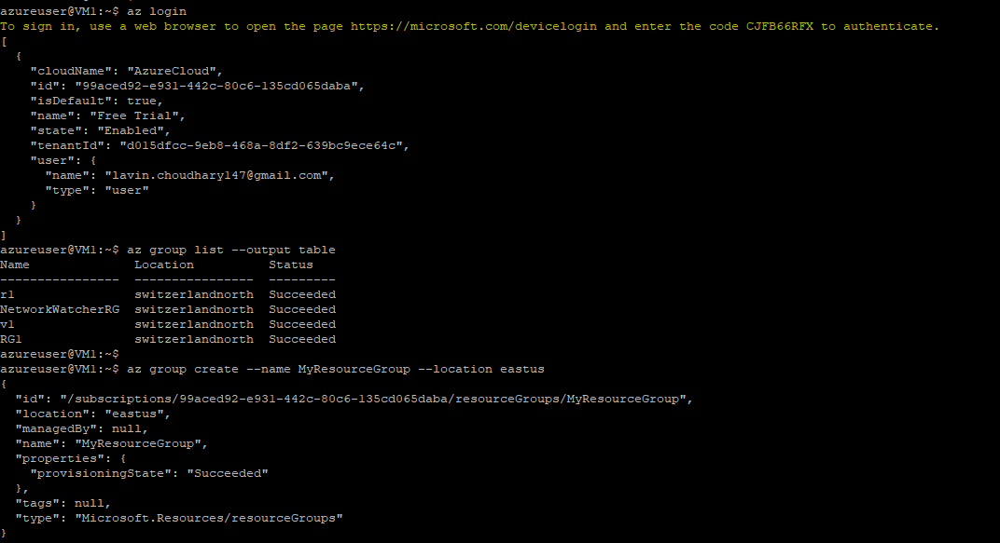 azureuser@VM1:~$ az login
To sign in, use a web browser to open the page https://microsoft.com/devicelogin and enter the code CJFB66RFX to authenticate.
[
  {
    "cloudName": "AzureCloud",
    "id": "99aced92-e931-442c-80c6-135cd065daba",
    "isDefault": true,
    "name": "Free Trial",
    "state": "Enabled",
    "tenantId": "d015dfcc-9eb8-468a-8df2-639bc9ece64c",
    "user": {
      "name": "lavin.choudhary147@gmail.com",
      "type": "user"
    }
  }
]
azureuser@VM1:~$ az group list --output table
Name              Location          Status
----------------  ----------------  ---------
r1                switzerlandnorth  Succeeded
NetworkWatcherRG  switzerlandnorth  Succeeded
v1                switzerlandnorth  Succeeded
RG1               switzerlandnorth  Succeeded
azureuser@VM1:~$
azureuser@VM1:~$ az group create --name MyResourceGroup --location eastus
{
  "id": "/subscriptions/99aced92-e931-442c-80c6-135cd065daba/resourceGroups/MyResourceGroup",
  "location": "eastus",
  "managedBy": null,
  "name": "MyResourceGroup",
  "properties": {
    "provisioningState": "Succeeded"
  },
  "tags": null,
  "type": "Microsoft.Resources/resourceGroups"
}